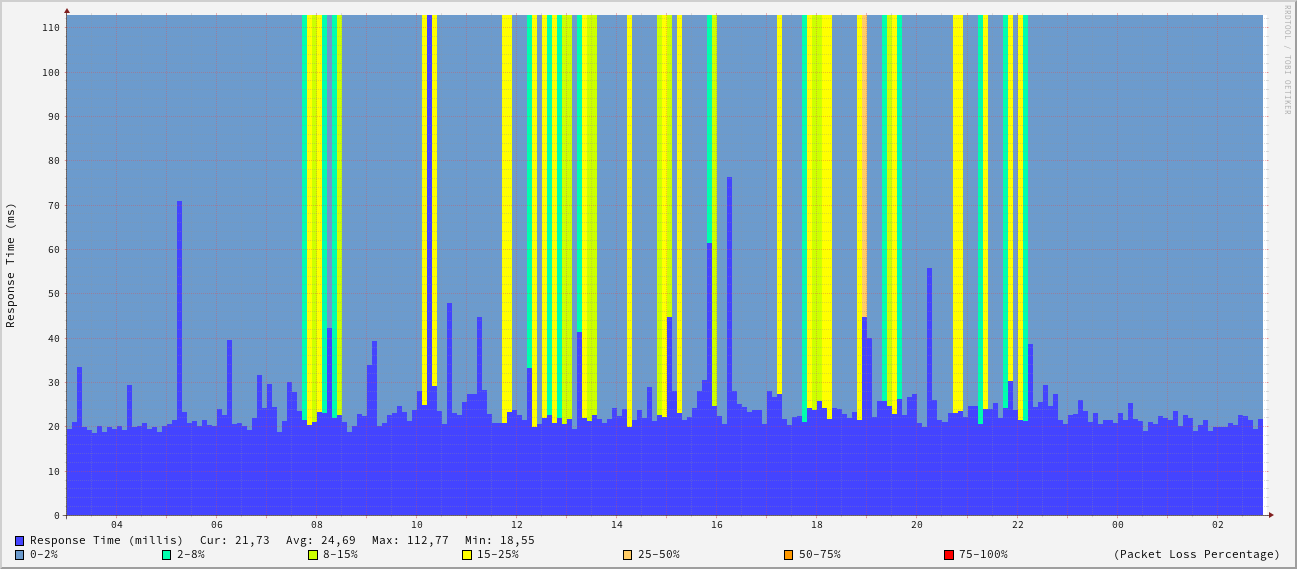 RRDTOOL / TOBI OETIKER
Response Time (ms)
110
100
90
80
70
60
50
40
30
20
10
0
04 06 08 10 12 14 16 18 20 22 00 02
Response Time (millis) Cur: 21,73 Avg: 24,69 Max: 112,77 Min: 18,55
0-2% 2-8% 8-15% 15-25% 25-50% 50-75% 75-100% (Packet Loss Percentage)